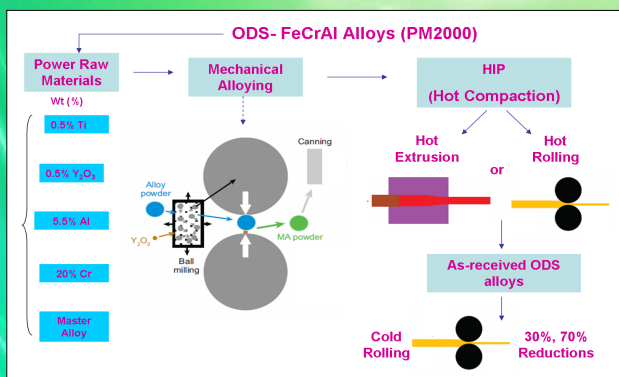 ODS- FeCrAl Alloys (PM2000)
Power Raw
Materials
Wt (%)
0.5% Ti
0.5% Y₂O₃
5.5% Al
20% Cr
Master
Alloy
Mechanical
Alloying
Canning
Alloy
powder
Y₂O₃
Ball
milling
MA powder
HIP
(Hot Compaction)
Hot
Extrusion
or
Hot
Rolling
As-received ODS
alloys
Cold
Rolling
30%, 70%
Reductions